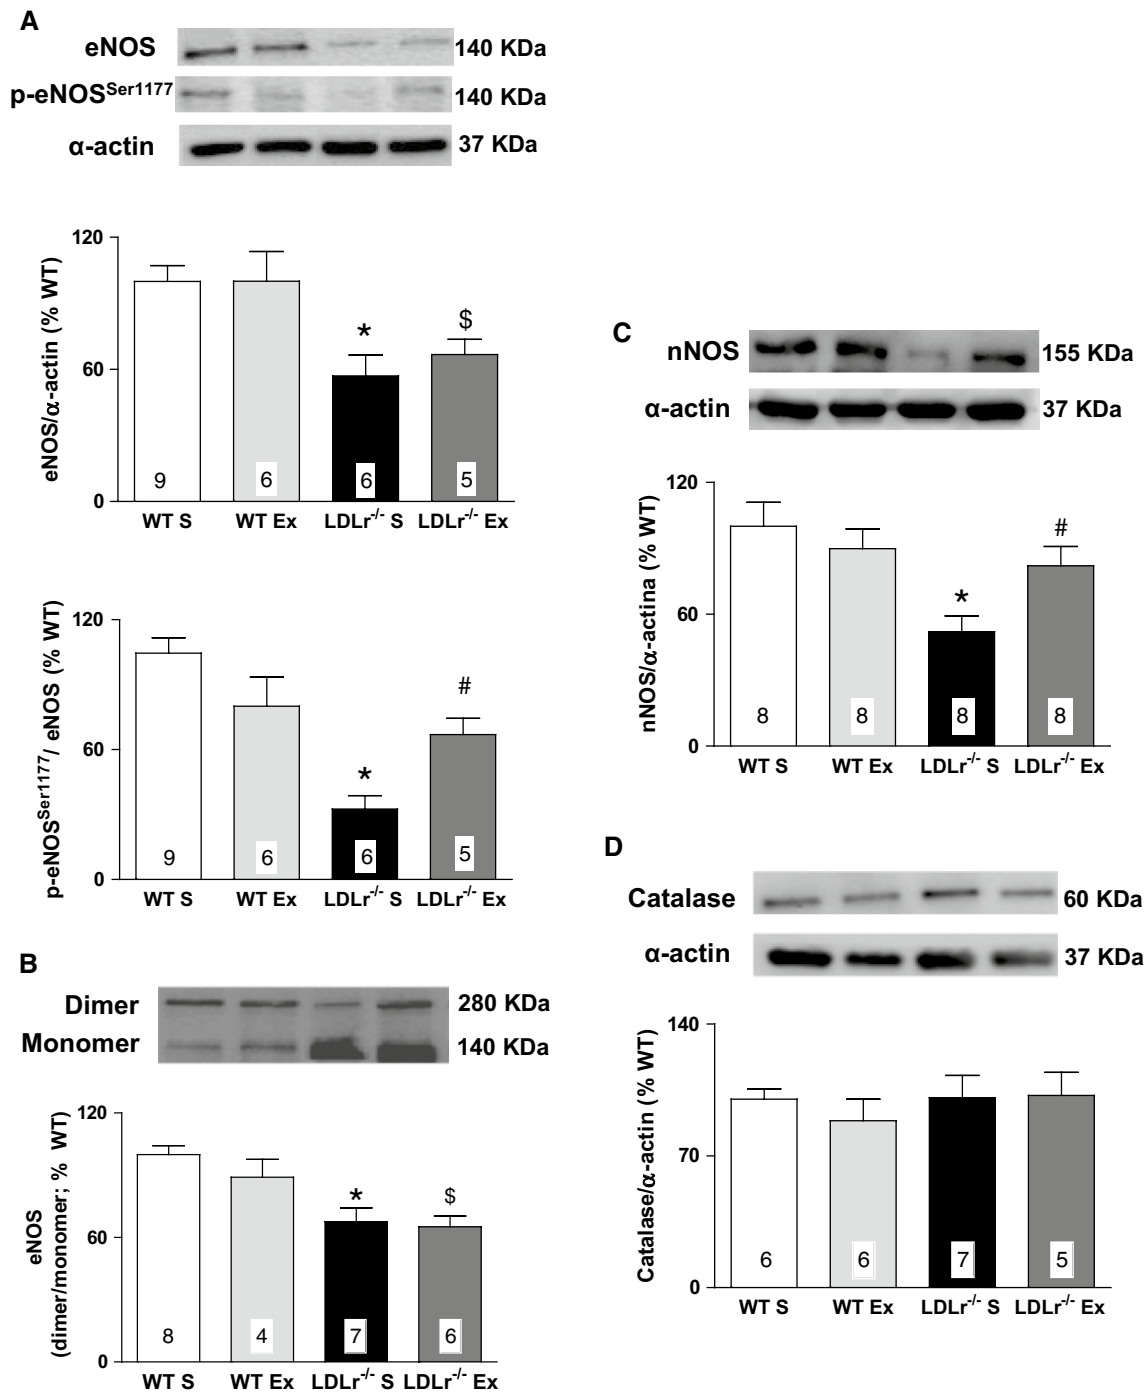 A
eNOS 140 KDa
p-eNOS^Ser1177 140 KDa
α-actin 37 KDa
120
60
0
eNOS/α-actin (% WT)
* $
9 6 6 5
WT S WT Ex LDLr-/- S LDLr-/- Ex
120
60
0
p-eNOS^Ser1177/ eNOS (% WT)
* #
9 6 6 5
WT S WT Ex LDLr-/- S LDLr-/- Ex
B
Dimer 280 KDa
Monomer 140 KDa
120
60
0
eNOS
(dimer/monomer; % WT)
* $
8 4 7 6
WT S WT Ex LDLr-/- S LDLr-/- Ex
C
nNOS 155 KDa
α-actin 37 KDa
120
60
0
nNOS/α-actina (% WT)
* #
8 8 8 8
WT S WT Ex LDLr-/- S LDLr-/- Ex
D
Catalase 60 KDa
α-actin 37 KDa
140
70
0
Catalase/α-actin (% WT)
6 6 7 5
WT S WT Ex LDLr-/- S LDLr-/- Ex